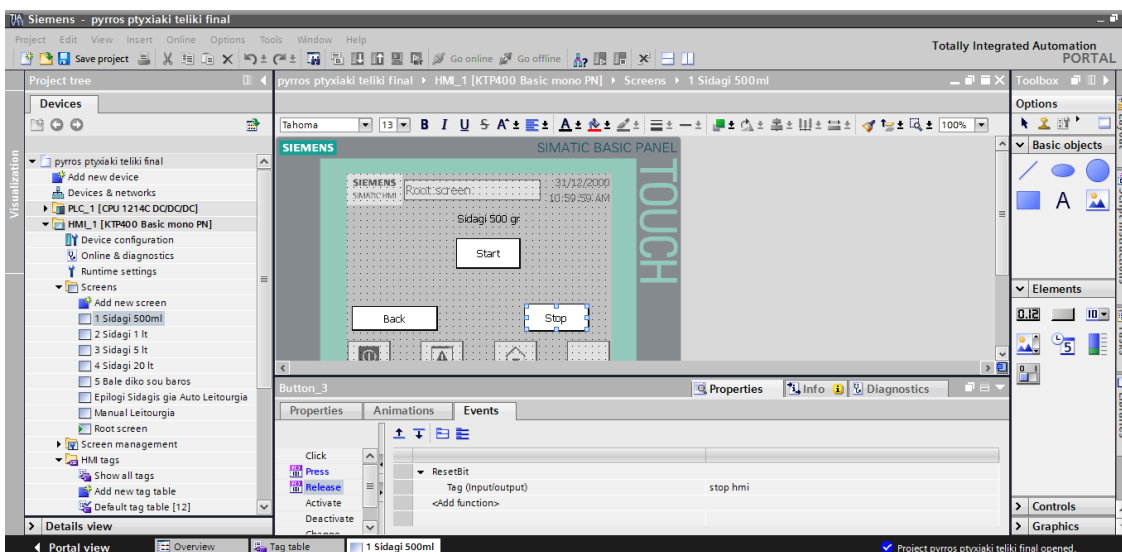 Siemens - pyrros ptyxiaki teliki final
Project Edit View Insert Online Options Tools Window Help
Save project Go online Go offline
Totally Integrated Automation
PORTAL
Project tree
pyrros ptyxiaki teliki final HMI_1 [KTP400 Basic mono PN] Screens 1 Sidagi 500ml
Toolbox
Devices
Options
Tahoma 13 B I U S A 100%
SIEMENS SIMATIC BASIC PANEL
Basic objects
Visualization
pyrros ptyxiaki teliki final
Add new device
Devices & networks
PLC_1 [CPU 1214C DC/DC/DC]
HMI_1 [KTP400 Basic mono PN]
Device configuration
Online & diagnostics
Runtime settings
Screens
Add new screen
1 Sidagi 500ml
2 Sidagi 1 lt
3 Sidagi 5 lt
4 Sidagi 20 lt
5 Bale diko sou baros
Epilogi Sidagis gia Auto Leitourgia
Manual Leitourgia
Root screen
Screen management
HMI tags
Show all tags
Add new tag table
Default tag table [12]
Details view
SIEMENS
SIMATIC HMI
Root screen
31/12/2000
10:59:59 AM
TOUCH
Sidagi 500 gr
Start
Back
Stop
A
Elements
0.12
10
5
Button_3
Properties Info Diagnostics
Properties Animations Events
Click
Press
Release
Activate
Deactivate
Change
ResetBit
Tag (Input/output) stop hmi
<Add function>
Controls
Graphics
Portal view Overview Tag table 1 Sidagi 500ml
Project pyrros ptyxiaki teliki final opened.